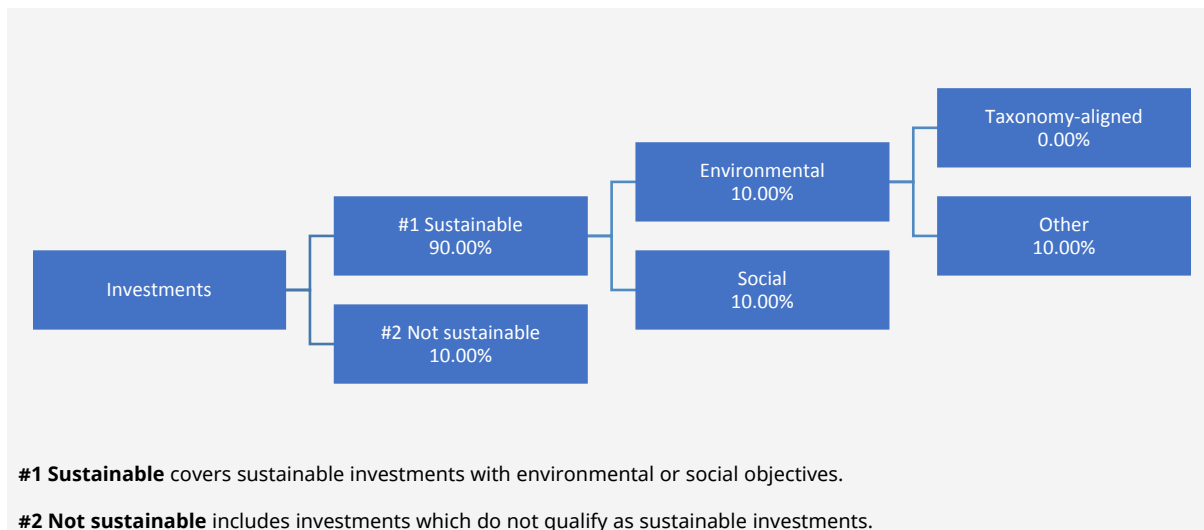 Investments
#1 Sustainable
90.00%
#2 Not sustainable
10.00%
Environmental
10.00%
Social
10.00%
Taxonomy-aligned
0.00%
Other
10.00%
#1 Sustainable covers sustainable investments with environmental or social objectives.
#2 Not sustainable includes investments which do not qualify as sustainable investments.